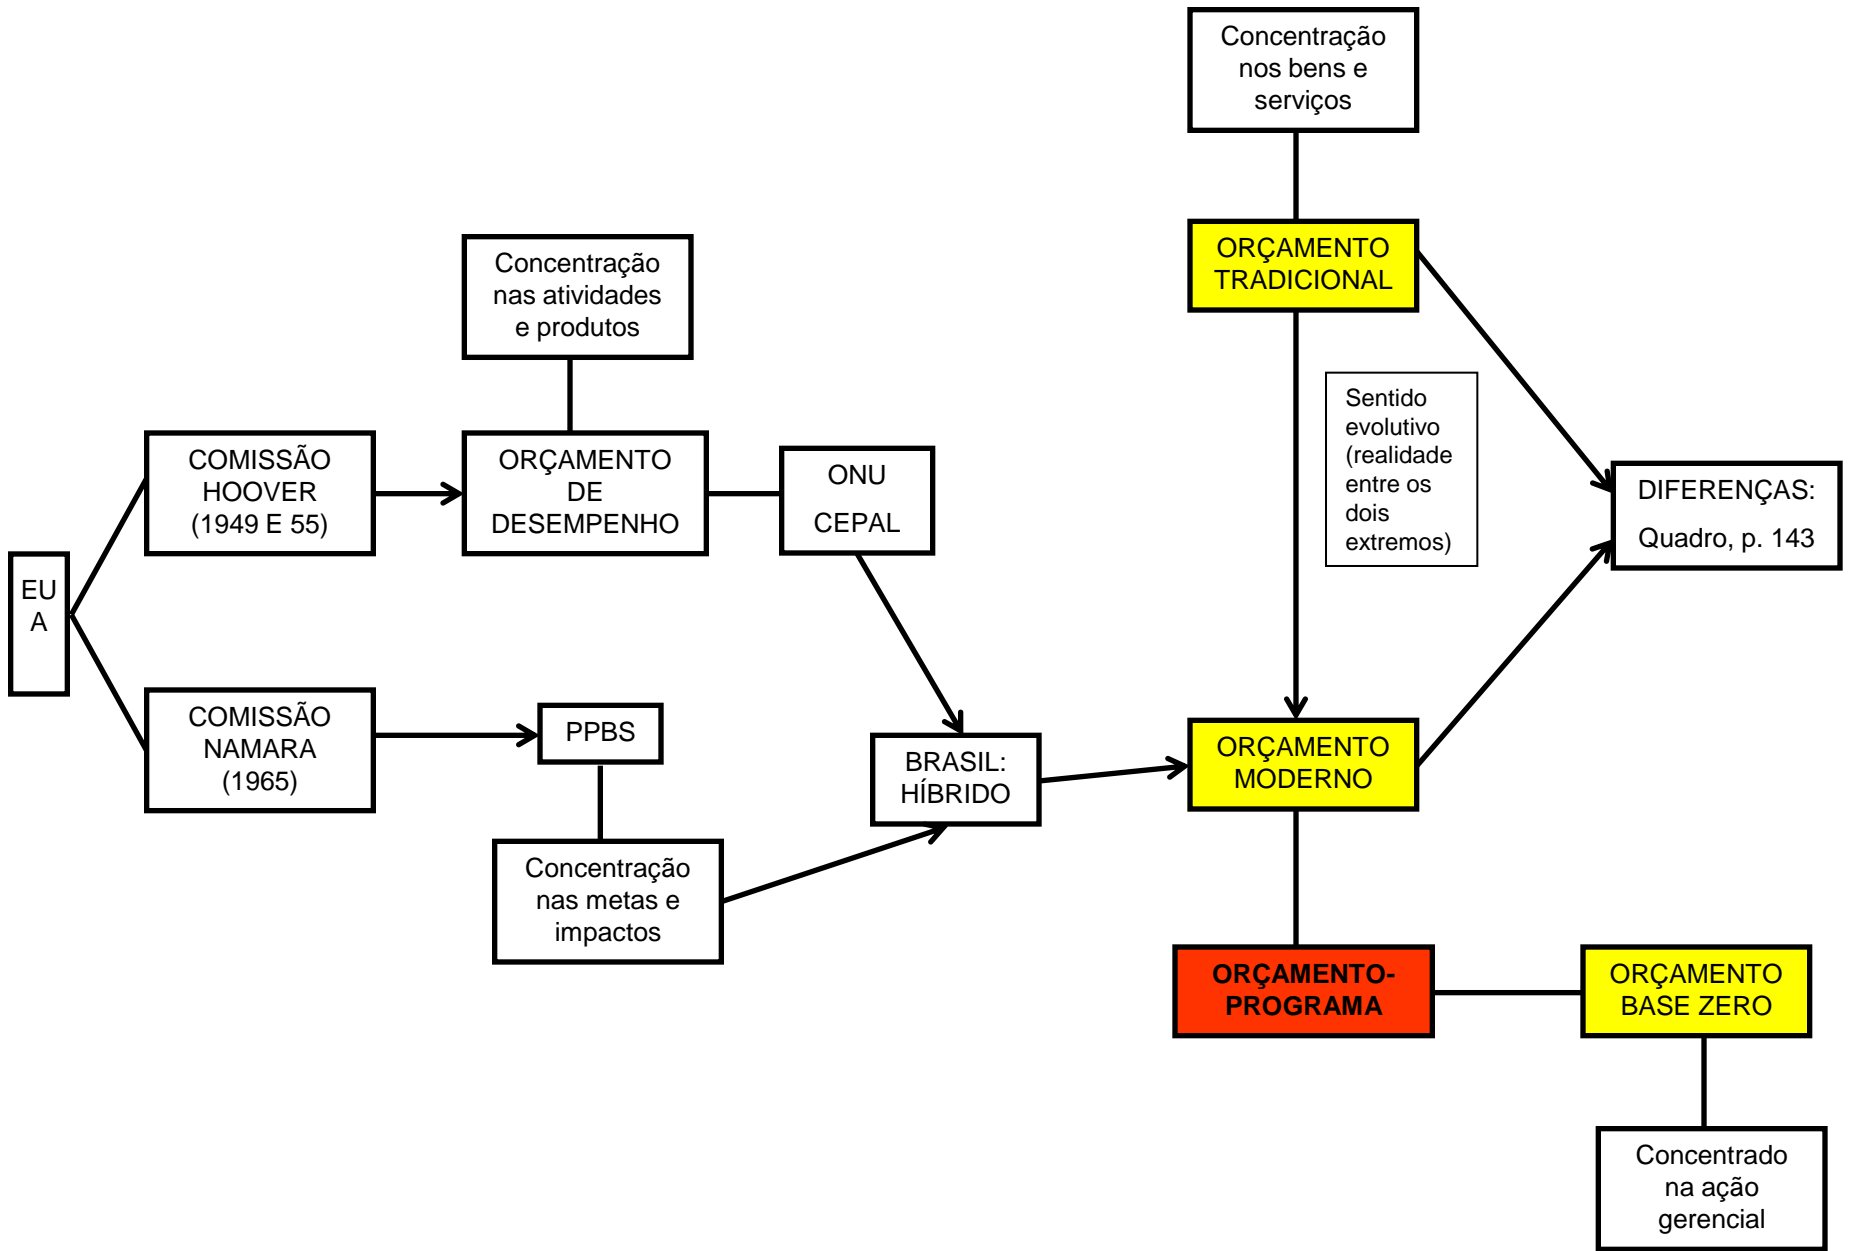 Concentração
nos bens e
serviços
ORÇAMENTO
TRADICIONAL
Concentração
nas atividades
e produtos
Sentido
evolutivo
(realidade
entre os
dois
extremos)
COMISSÃO
HOOVER
(1949 E 55)
ORÇAMENTO
DE
DESEMPENHO
ONU
CEPAL
DIFERENÇAS:
Quadro, p. 143
EU
A
COMISSÃO
NAMARA
(1965)
PPBS
BRASIL:
HÍBRIDO
ORÇAMENTO
MODERNO
Concentração
nas metas e
impactos
ORÇAMENTO-
PROGRAMA
ORÇAMENTO
BASE ZERO
Concentrado
na ação
gerencial